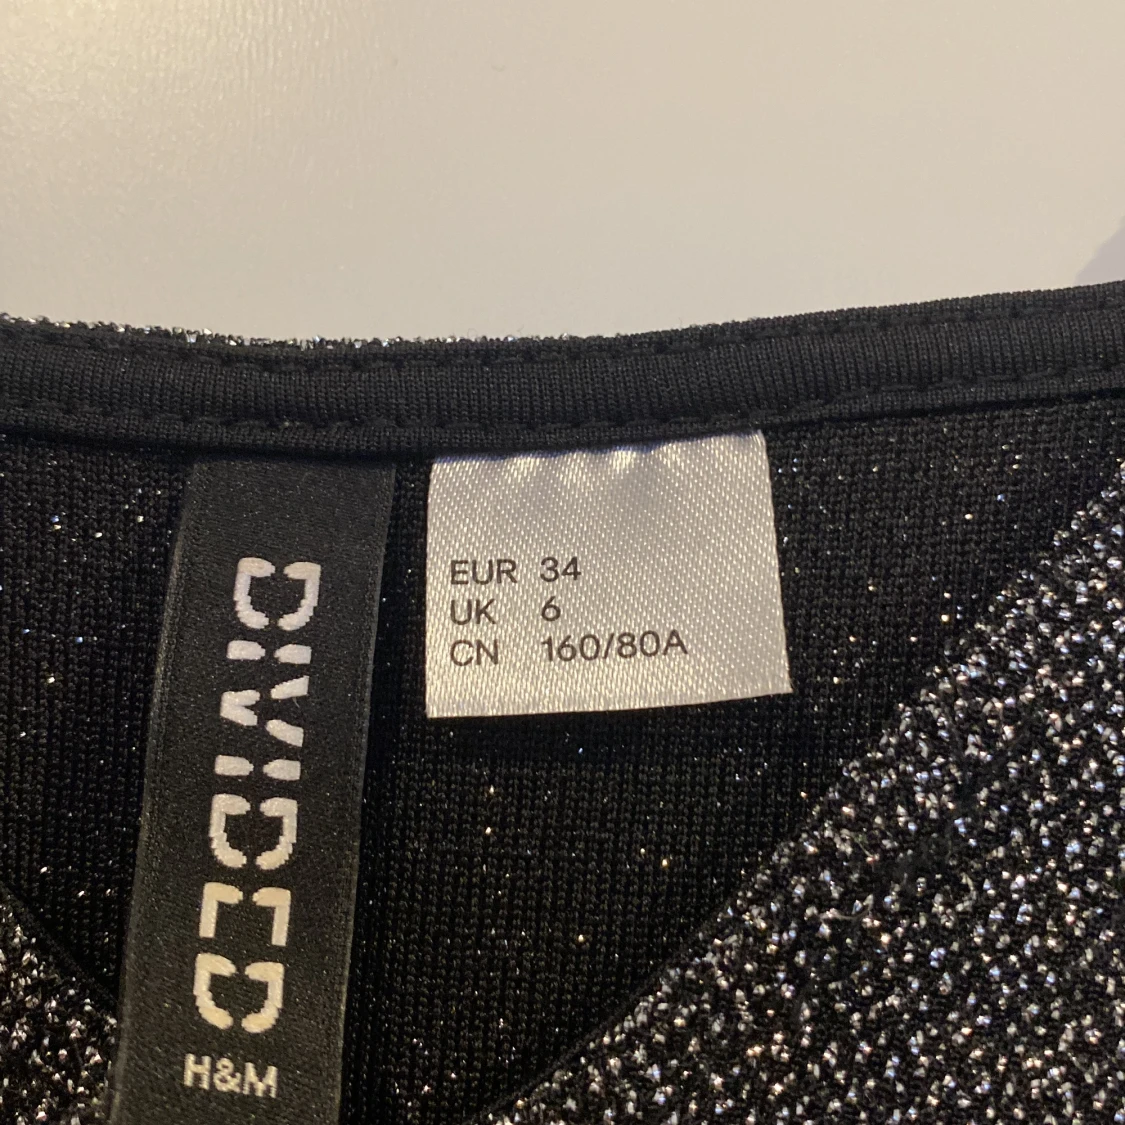 DIVIDED
H&M
EUR 34
UK 6
CN 160/80A